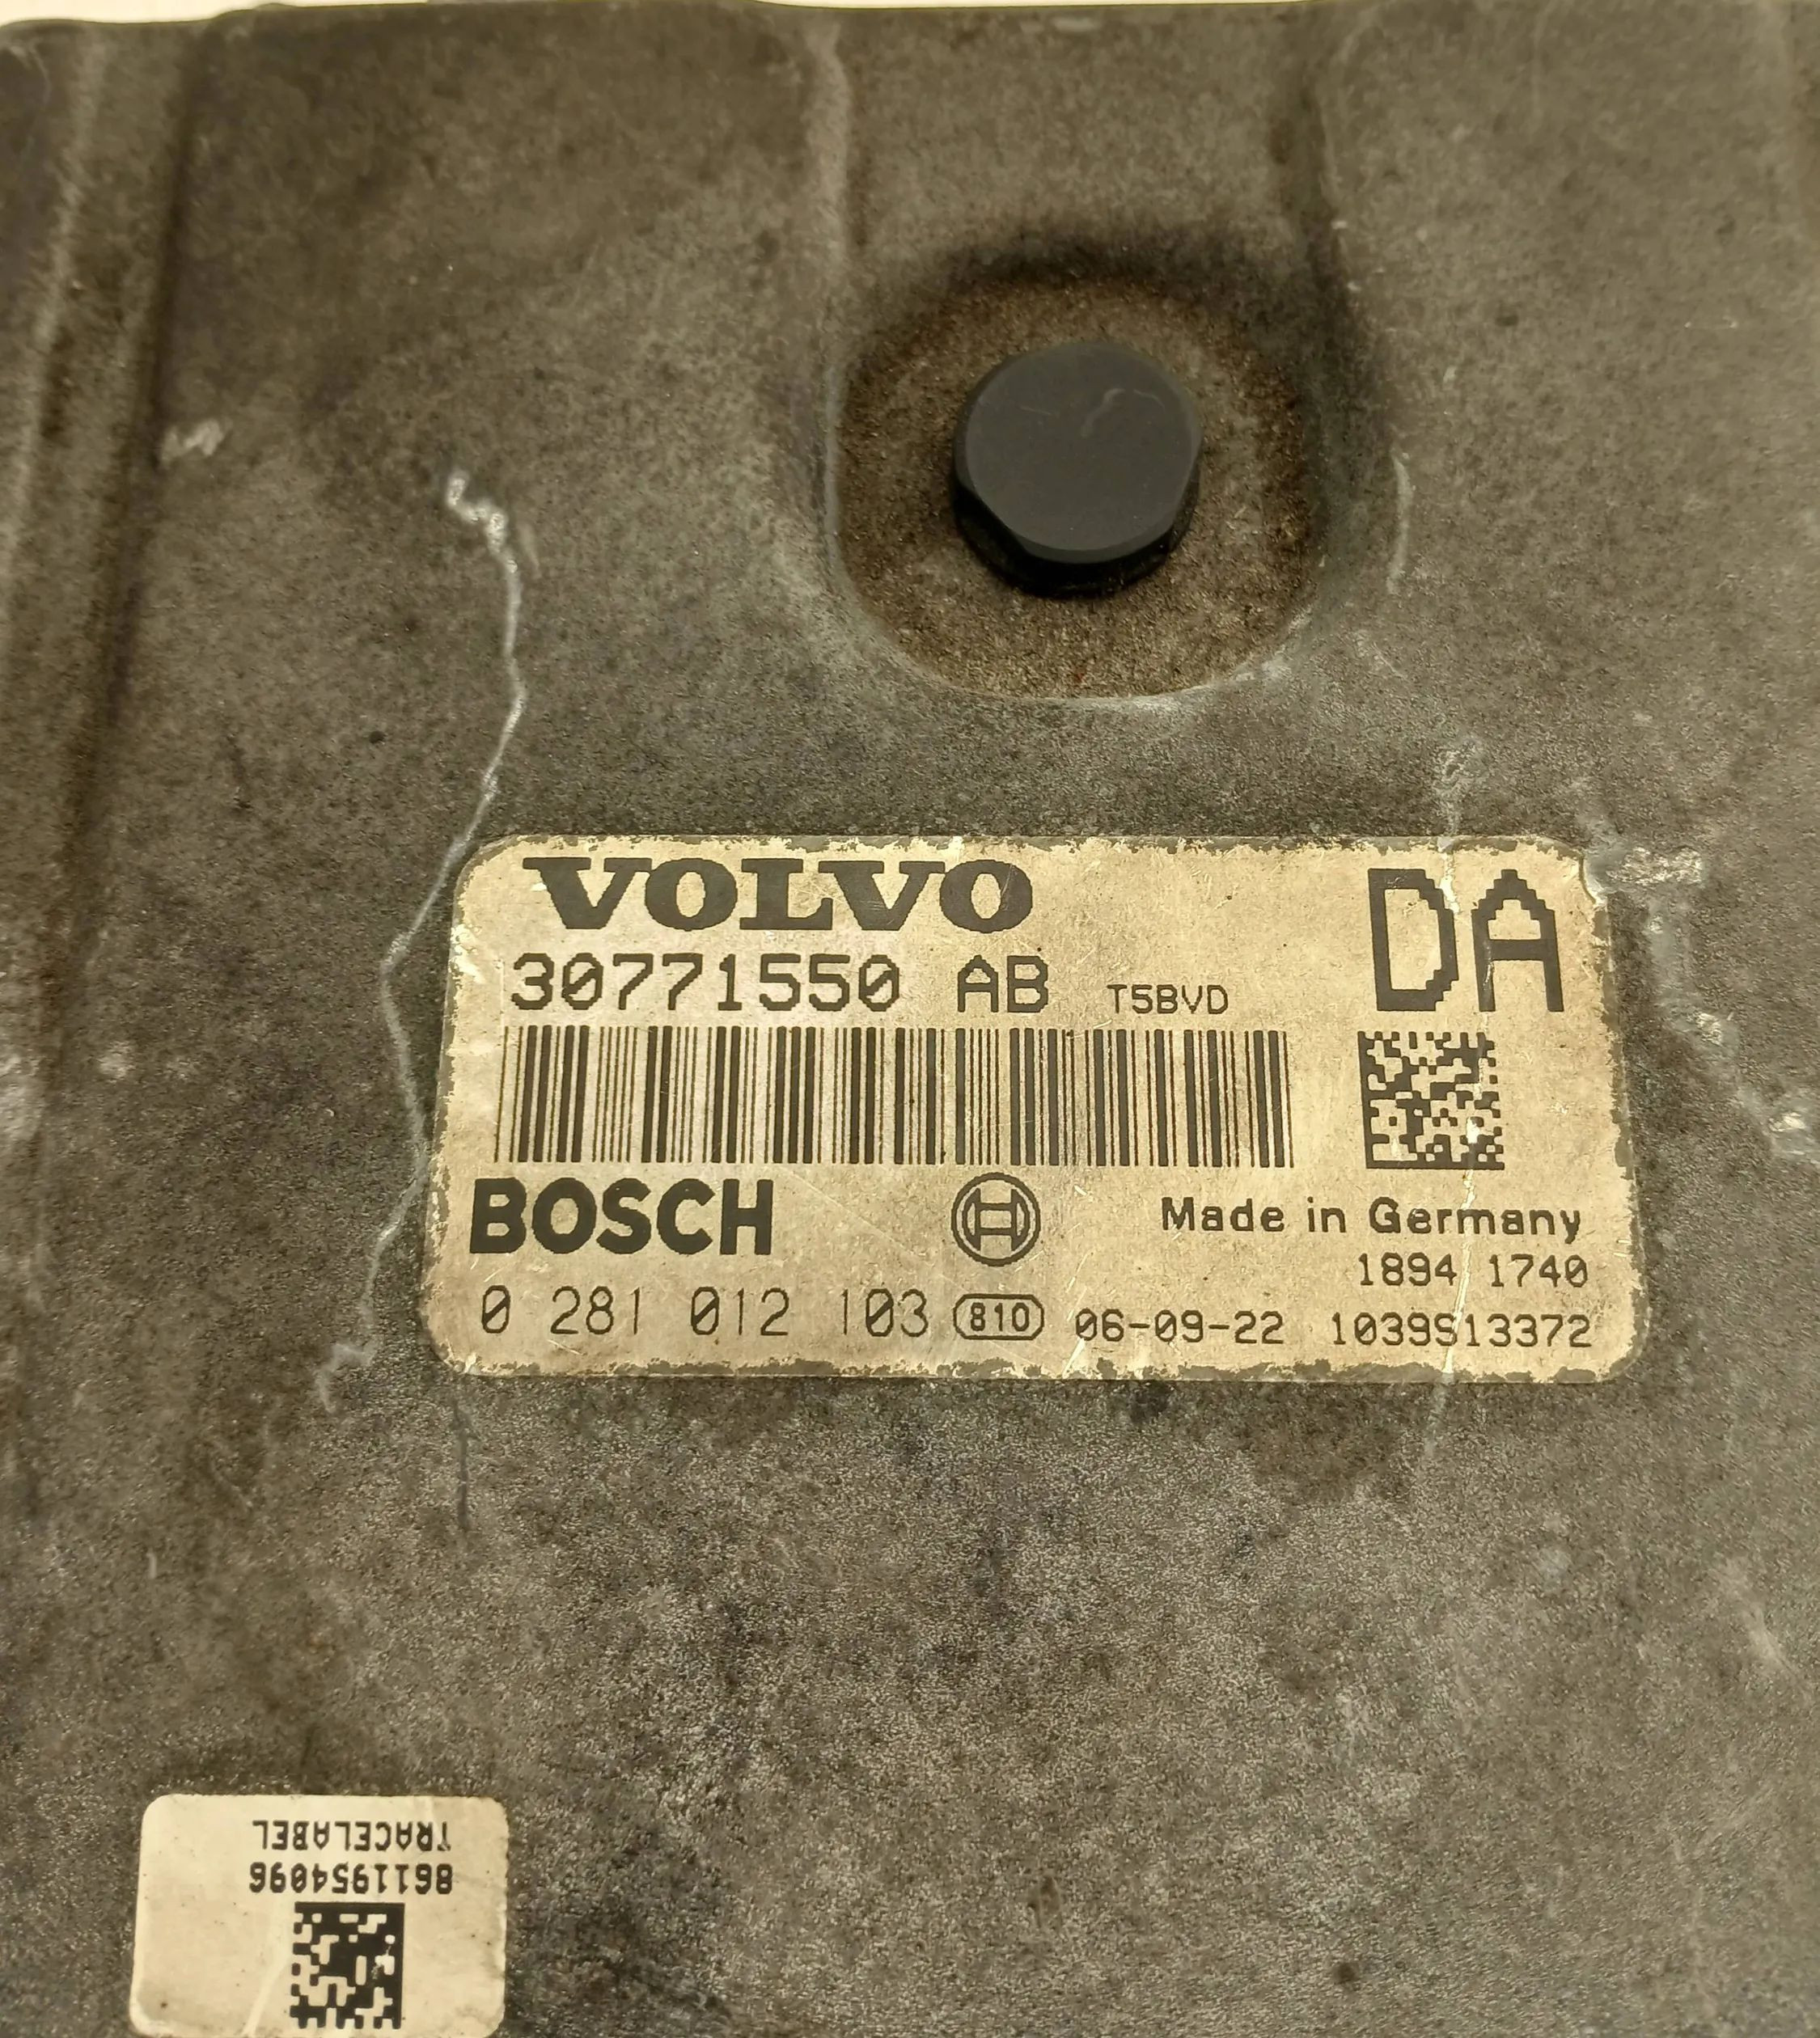 VOLVO
DA
30771550 AB T5BVD
BOSCH
Made in Germany
1894 1740
0 281 012 103 810 06-09-22 1039S13372
TRACELABEL
8611954096